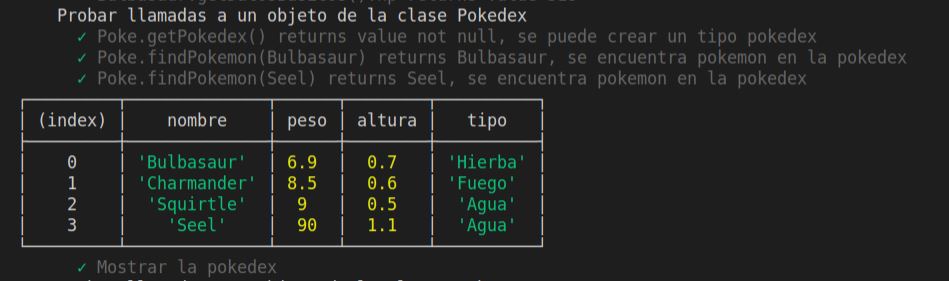 Probar llamadas a un objeto de la clase Pokedex
✓ Poke.getPokedex() returns value not null, se puede crear un tipo pokedex
✓ Poke.findPokemon(Bulbasaur) returns Bulbasaur, se encuentra pokemon en la pokedex
✓ Poke.findPokemon(Seel) returns Seel, se encuentra pokemon en la pokedex
(index) nombre peso altura tipo
0 'Bulbasaur' 6.9 0.7 'Hierba'
1 'Charmander' 8.5 0.6 'Fuego'
2 'Squirtle' 9 0.5 'Agua'
3 'Seel' 90 1.1 'Agua'
✓ Mostrar la pokedex